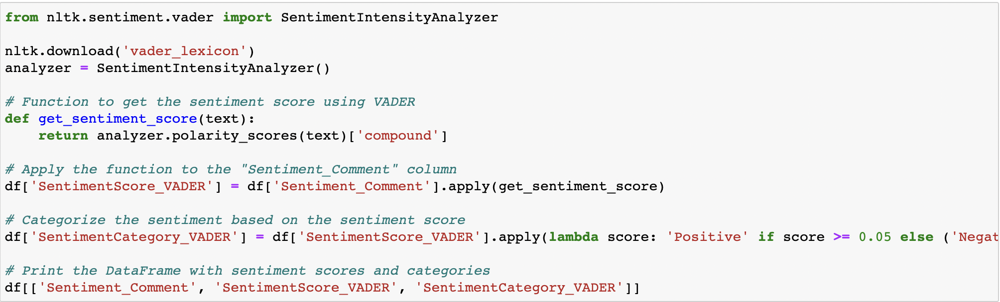 from nltk.sentiment.vader import SentimentIntensityAnalyzer
nltk.download('vader_lexicon')
analyzer = SentimentIntensityAnalyzer()
# Function to get the sentiment score using VADER
def get_sentiment_score(text):
    return analyzer.polarity_scores(text)['compound']
# Apply the function to the "Sentiment_Comment" column
df['SentimentScore_VADER'] = df['Sentiment_Comment'].apply(get_sentiment_score)
# Categorize the sentiment based on the sentiment score
df['SentimentCategory_VADER'] = df['SentimentScore_VADER'].apply(lambda score: 'Positive' if score >= 0.05 else ('Negat
# Print the DataFrame with sentiment scores and categories
df[['Sentiment_Comment', 'SentimentScore_VADER', 'SentimentCategory_VADER']]